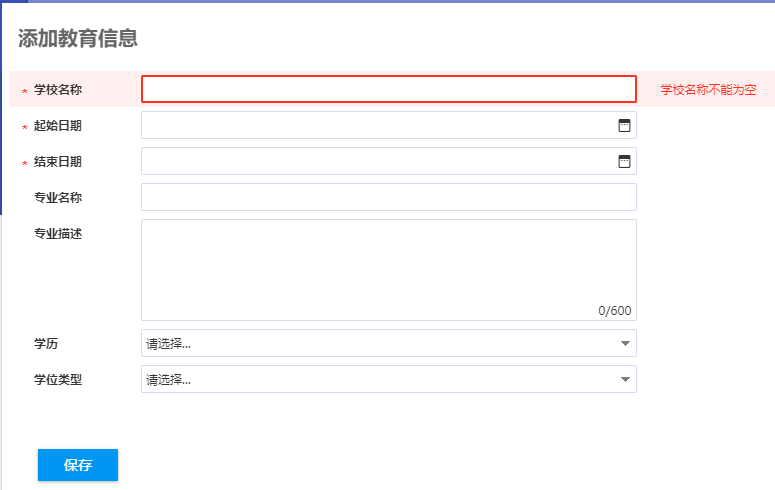 添加教育信息
* 学校名称 学校名称不能为空
* 起始日期
* 结束日期
专业名称
专业描述
0/600
学历 请选择...
学位类型 请选择...
保存